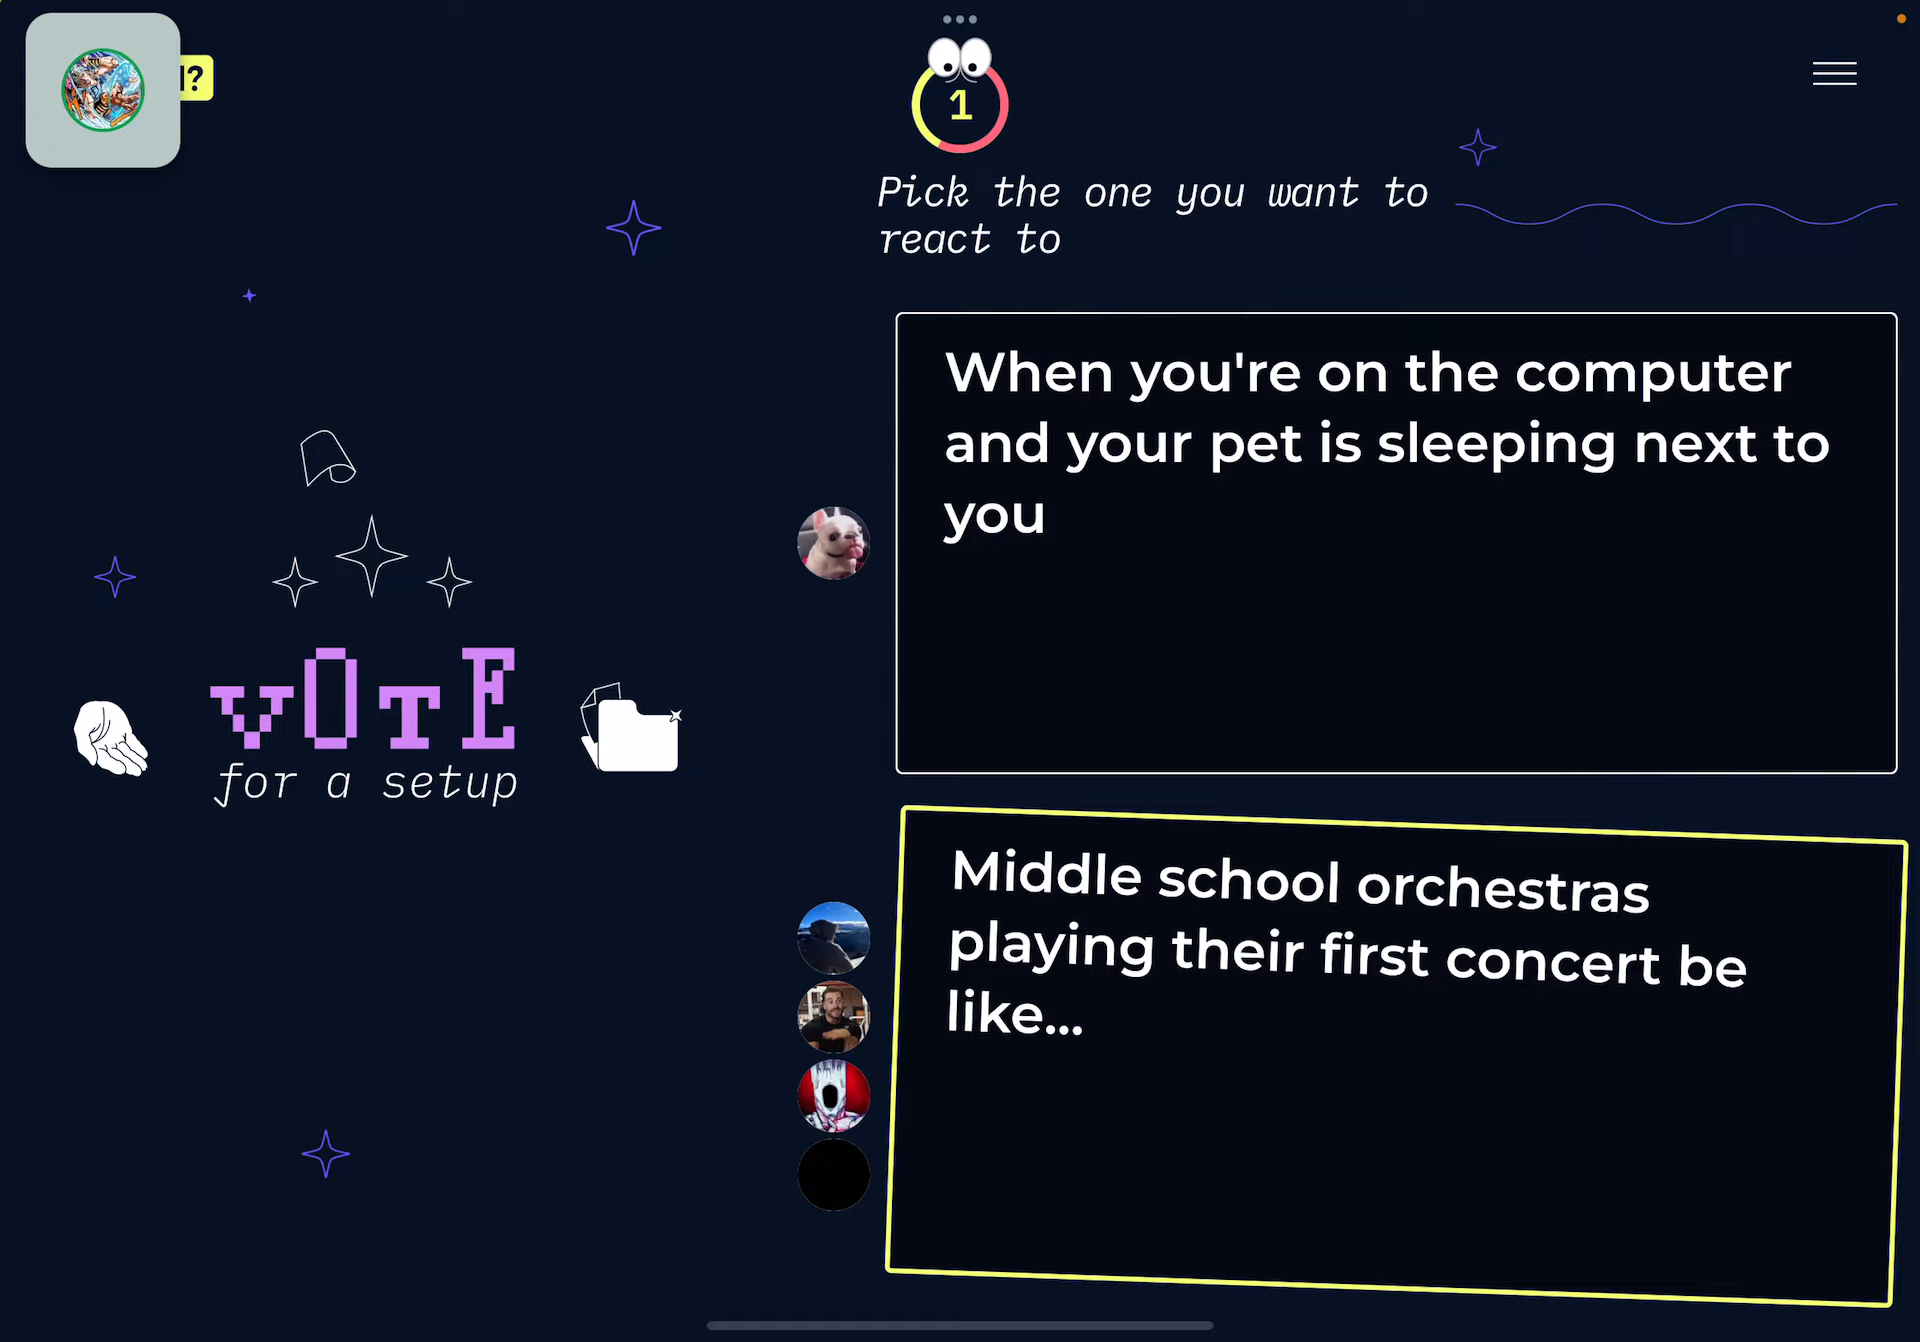 I?
1
Pick the one you want to
react to
When you're on the computer
and your pet is sleeping next to
you
vOTE
for a setup
Middle school orchestras
playing their first concert be
like...